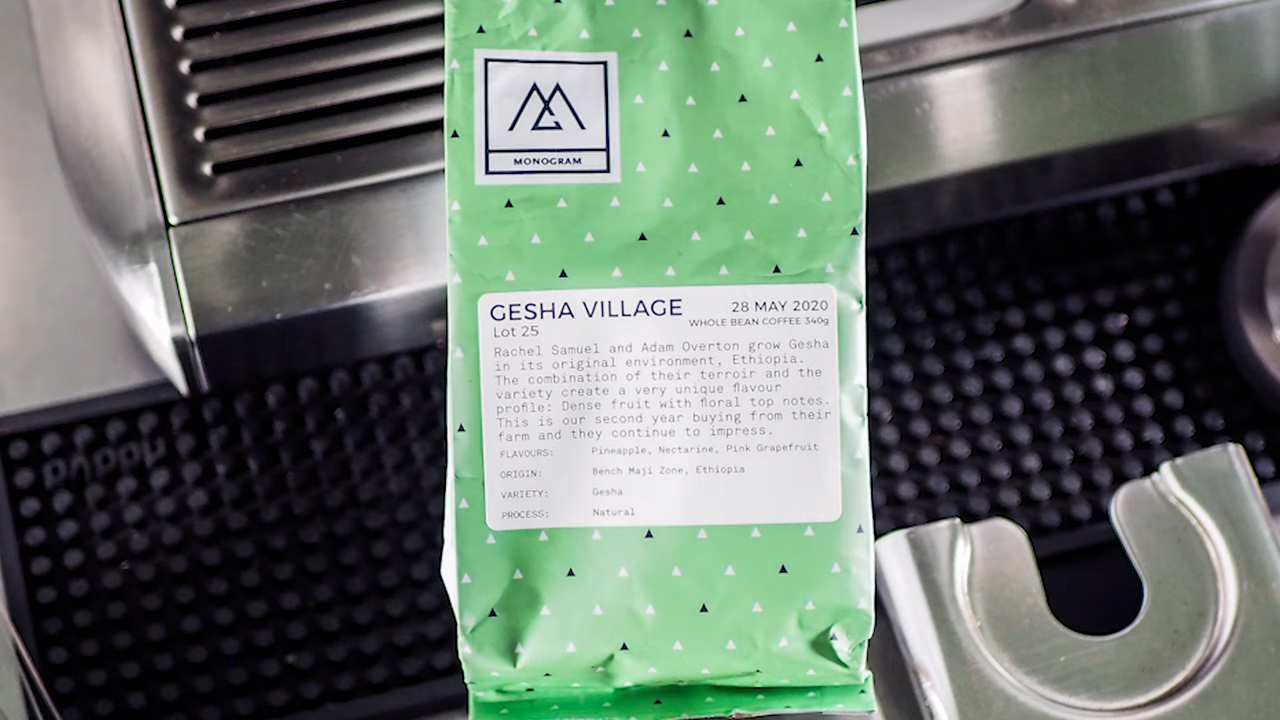 MONOGRAM
GESHA VILLAGE
28 MAY 2020
Lot 25
WHOLE BEAN COFFEE 340g
Rachel Samuel and Adam Overton grow Gesha
in its original environment, Ethiopia.
The combination of their terroir and the
variety create a very unique flavour
profile: Dense fruit with floral top notes.
This is our second year buying from their
farm and they continue to impress.
FLAVOURS: Pineapple, Nectarine, Pink Grapefruit
ORIGIN: Bench Maji Zone, Ethiopia
VARIETY: Gesha
PROCESS: Natural